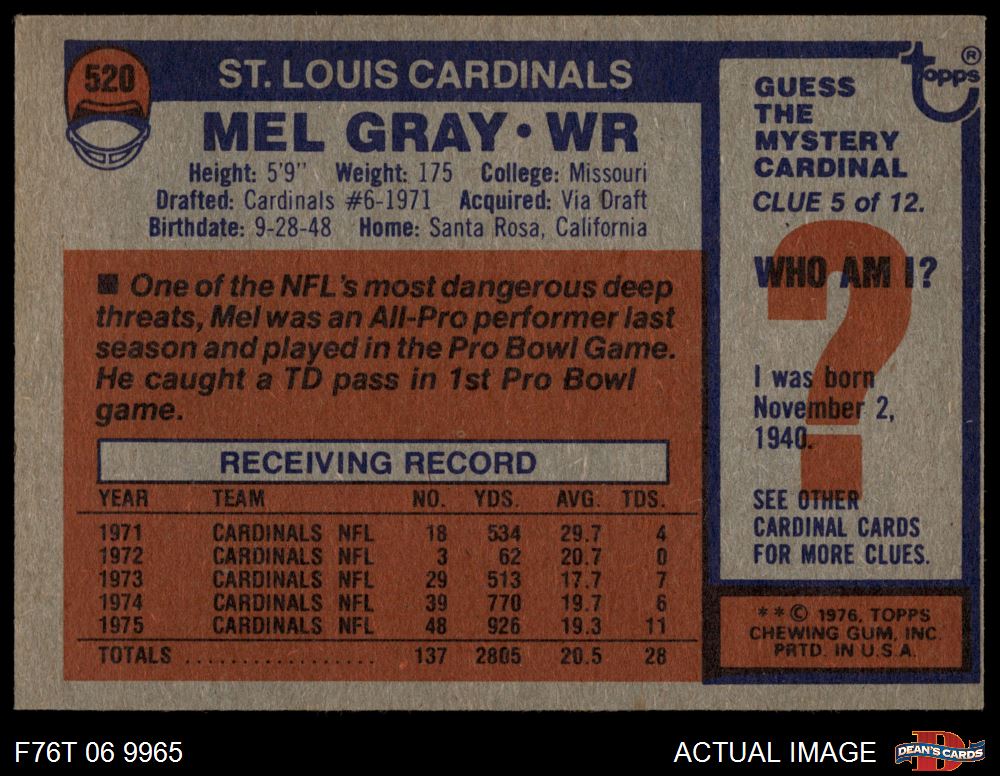 520
ST. LOUIS CARDINALS
MEL GRAY • WR
Height: 5'9" Weight: 175 College: Missouri
Drafted: Cardinals #6-1971 Acquired: Via Draft
Birthdate: 9-28-48 Home: Santa Rosa, California
■ One of the NFL's most dangerous deep
threats, Mel was an All-Pro performer last
season and played in the Pro Bowl Game.
He caught a TD pass in 1st Pro Bowl
game.
RECEIVING RECORD
YEAR TEAM NO. YDS. AVG. TDS.
1971 CARDINALS NFL 18 534 29.7 4
1972 CARDINALS NFL 3 62 20.7 0
1973 CARDINALS NFL 29 513 17.7 7
1974 CARDINALS NFL 39 770 19.7 6
1975 CARDINALS NFL 48 926 19.3 11
TOTALS ................. 137 2805 20.5 28
Topps ®
GUESS
THE
MYSTERY
CARDINAL
CLUE 5 of 12.
?
WHO AM I?
I was born
November 2,
1940.
SEE OTHER
CARDINAL CARDS
FOR MORE CLUES.
**© 1976, TOPPS
CHEWING GUM, INC.
PRTD. IN U.S.A.
F76T 06 9965
ACTUAL IMAGE
D
DEAN'S CARDS